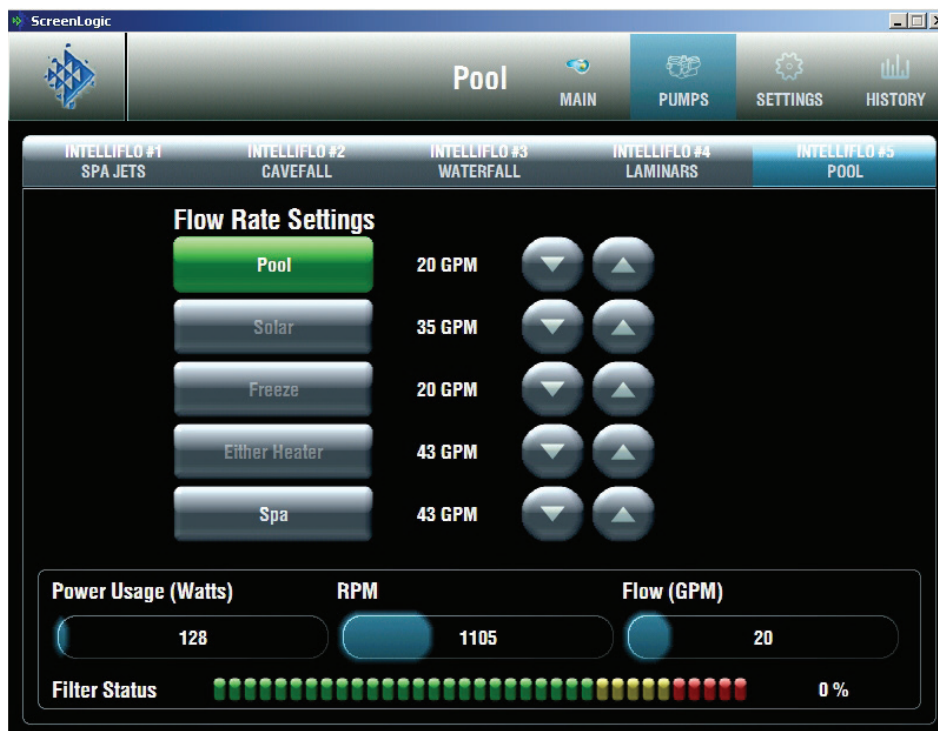 ScreenLogic
Pool
MAIN
PUMPS
SETTINGS
HISTORY
INTELLIFLO #1
SPA JETS
INTELLIFLO #2
CAVEFALL
INTELLIFLO #3
WATERFALL
INTELLIFLO #4
LAMINARS
INTELLIFLO #5
POOL
Flow Rate Settings
Pool 20 GPM
Solar 35 GPM
Freeze 20 GPM
Either Heater 43 GPM
Spa 43 GPM
Power Usage (Watts) RPM Flow (GPM)
128 1105 20
Filter Status 0 %